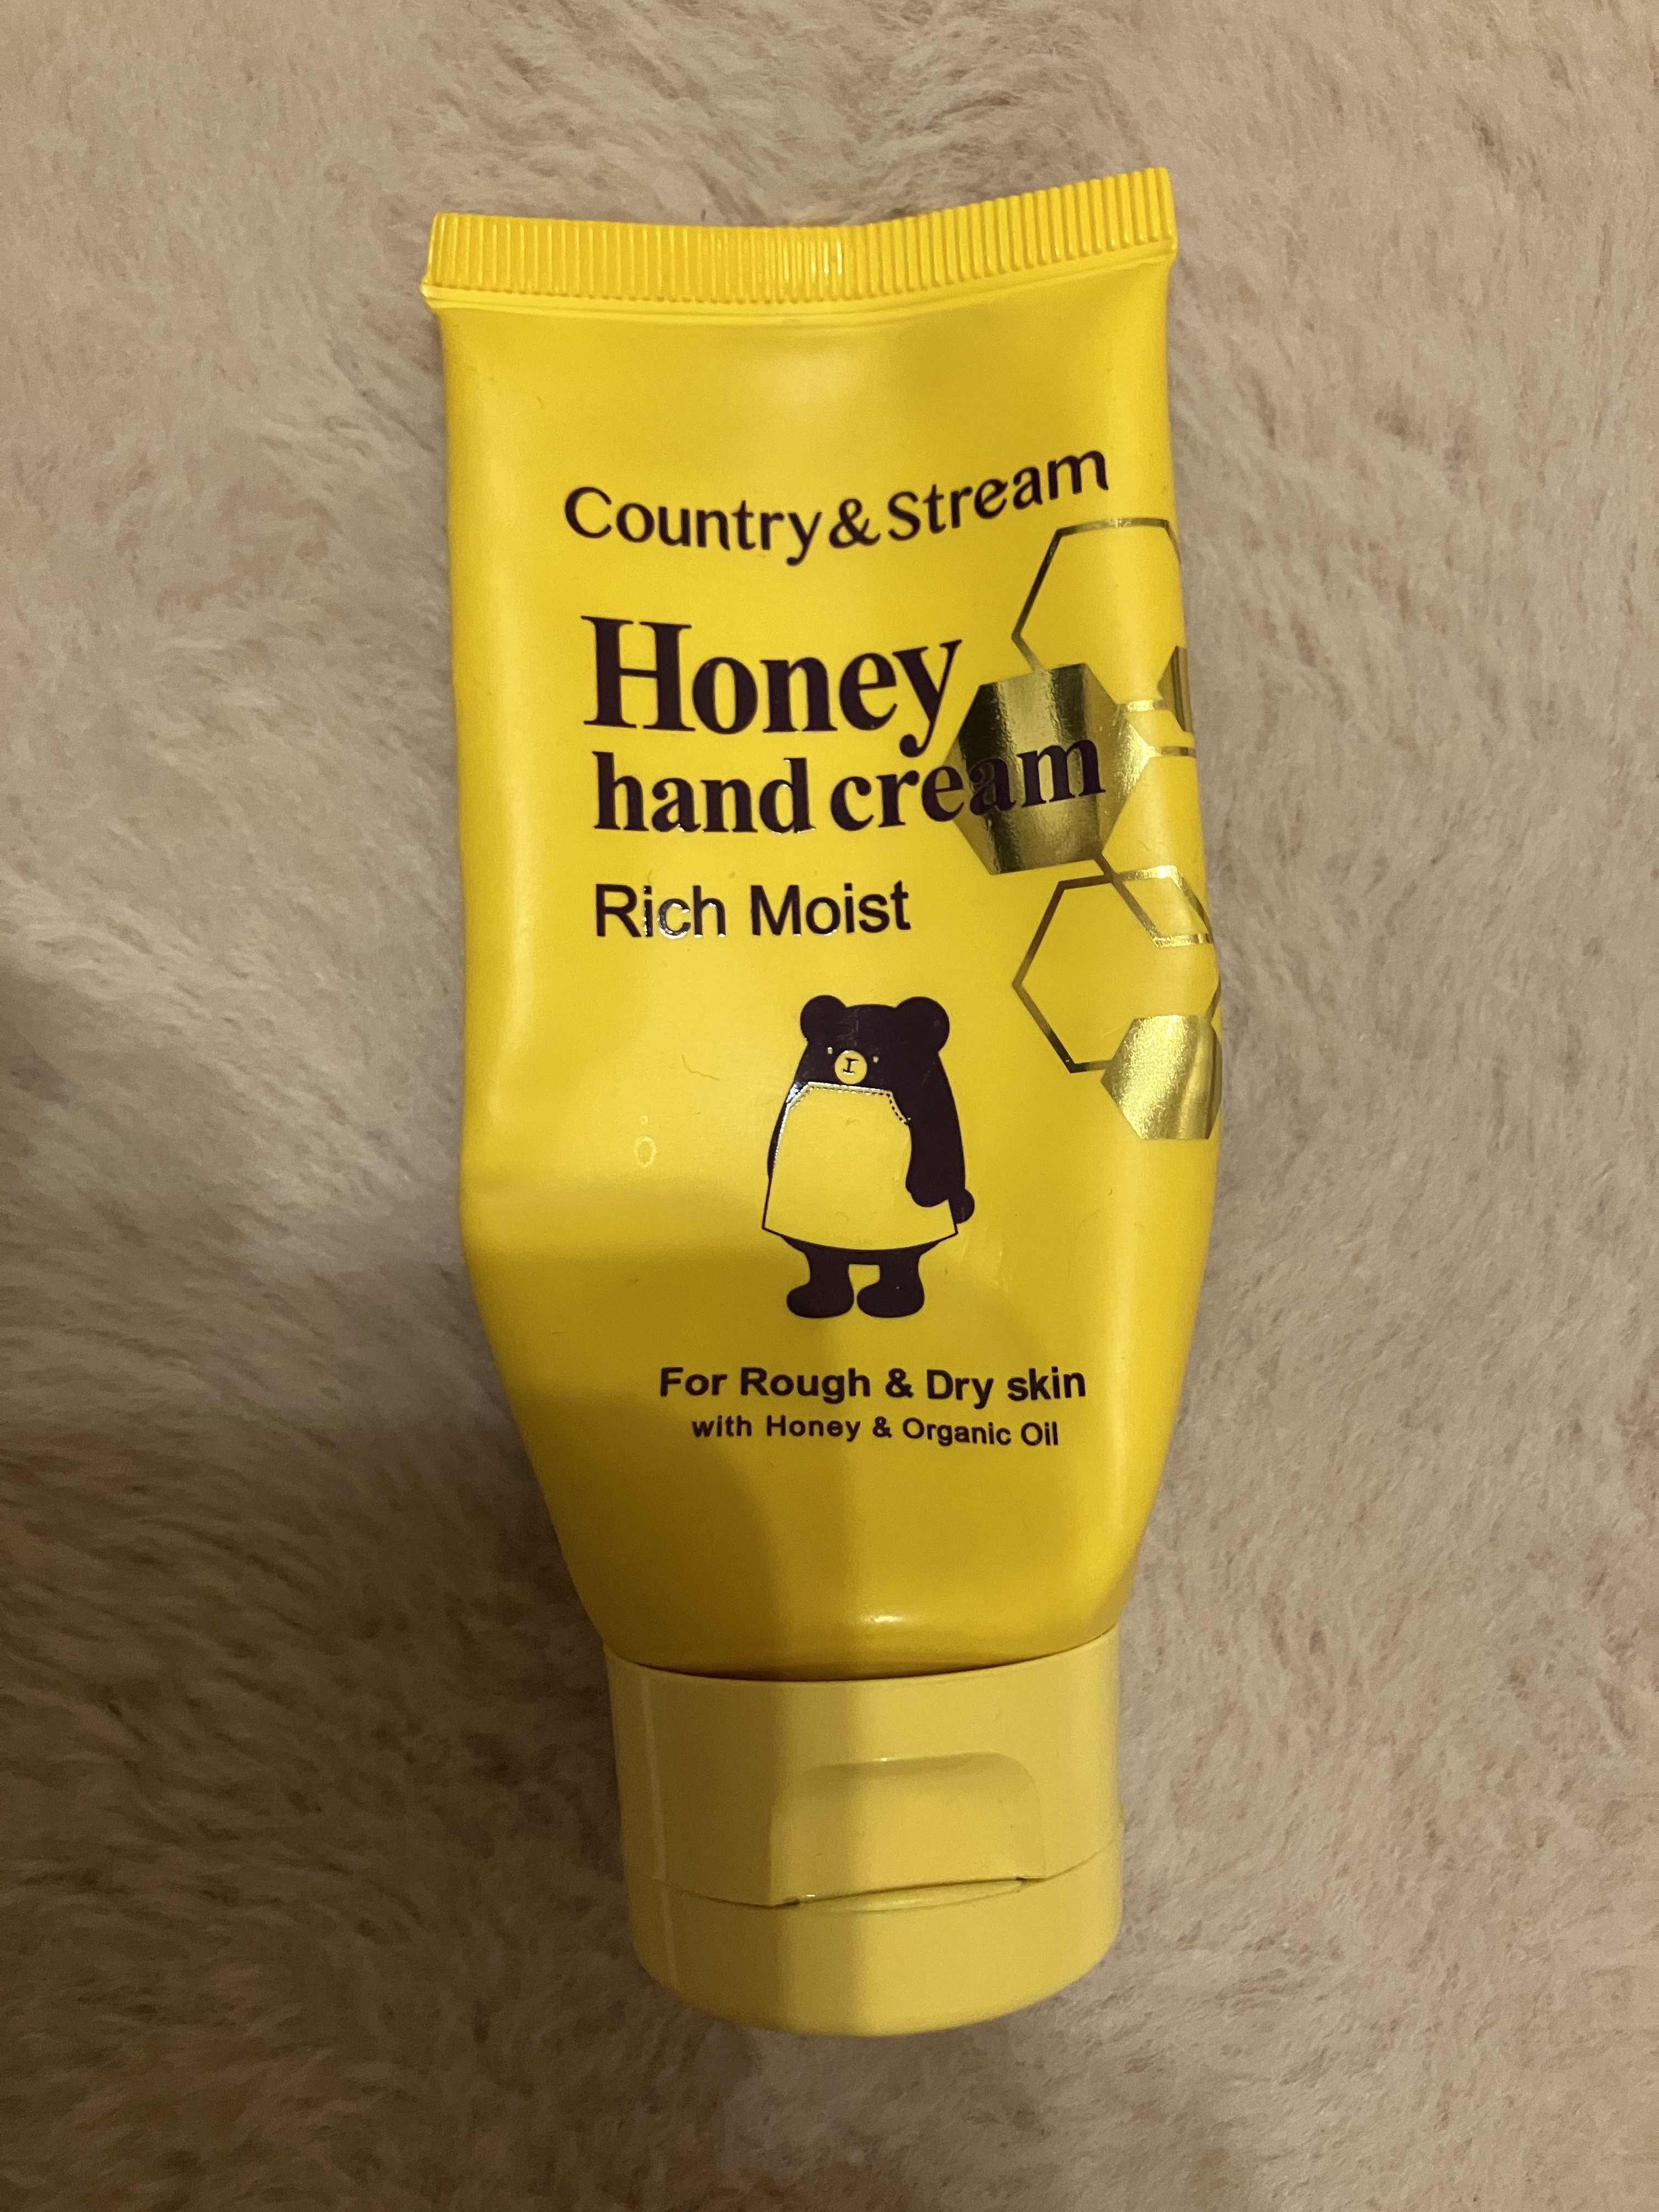 Country & Stream
Honey
hand cream
Rich Moist
For Rough & Dry skin
with Honey & Organic Oil